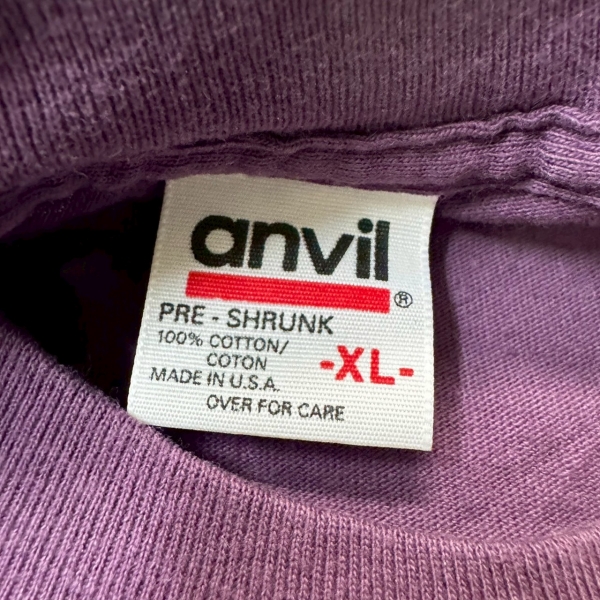 anvil
®
PRE - SHRUNK
100% COTTON/
COTON
-XL-
MADE IN U.S.A.
OVER FOR CARE